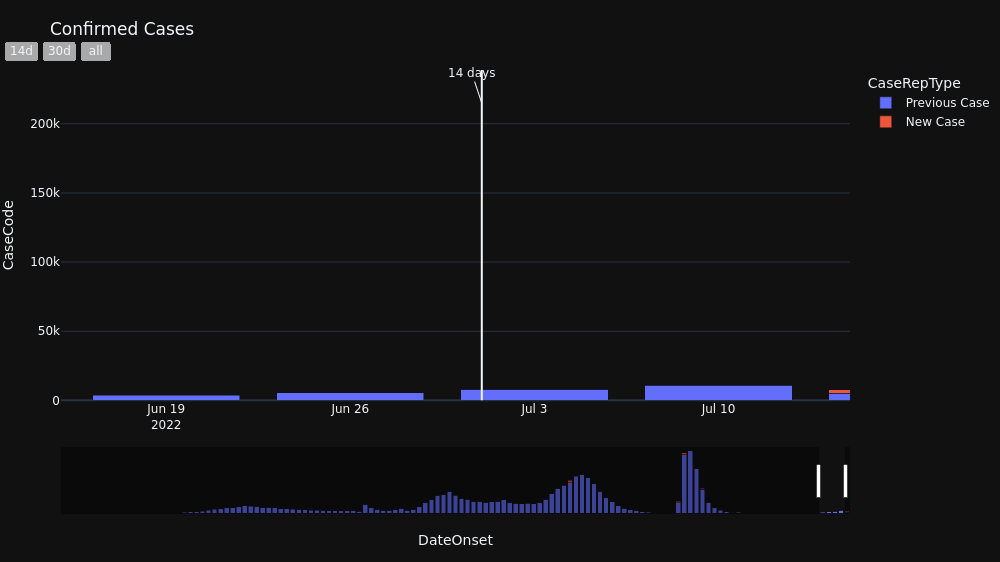 Confirmed Cases
14d 30d all
14 days
CaseRepType
Previous Case
New Case
200k
150k
100k
50k
0
CaseCode
Jun 19 Jun 26 Jul 3 Jul 10
2022
DateOnset